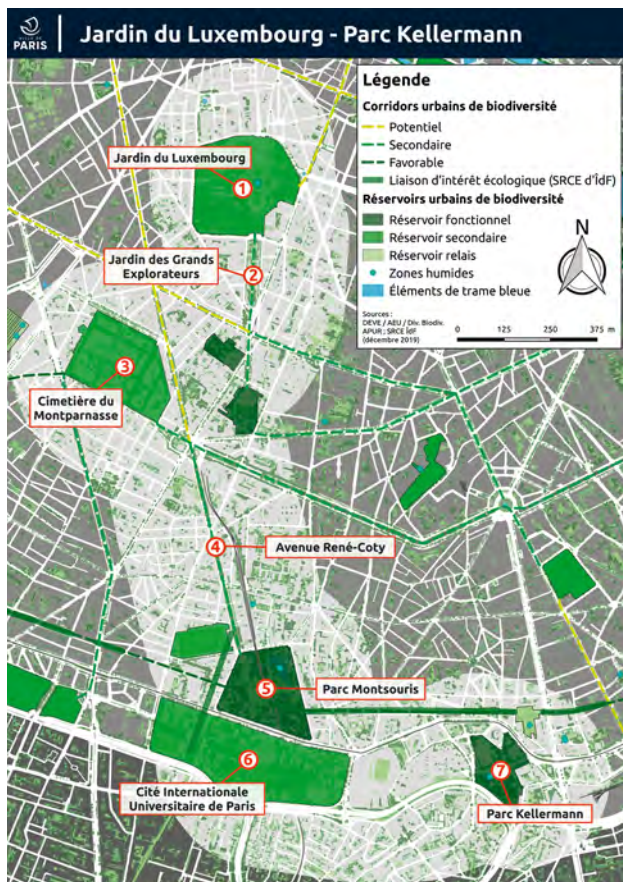 VILLE DE
PARIS
Jardin du Luxembourg - Parc Kellermann
Légende
Corridors urbains de biodiversité
Potentiel
Secondaire
Favorable
Liaison d'intérêt écologique (SRCE d'ÎdF)
Réservoirs urbains de biodiversité
Réservoir fonctionnel
Réservoir secondaire
Réservoir relais
Zones humides
Éléments de trame bleue
N
Sources :
DEVE / AEU / Div. Biodiv.
APUR ; SRCE ÎdF
(décembre 2019)
0 125 250 375 m
Jardin du Luxembourg
1
Jardin des Grands
Explorateurs
2
3
Cimetière du
Montparnasse
4
Avenue René-Coty
5
Parc Montsouris
6
Cité Internationale
Universitaire de Paris
7
Parc Kellermann